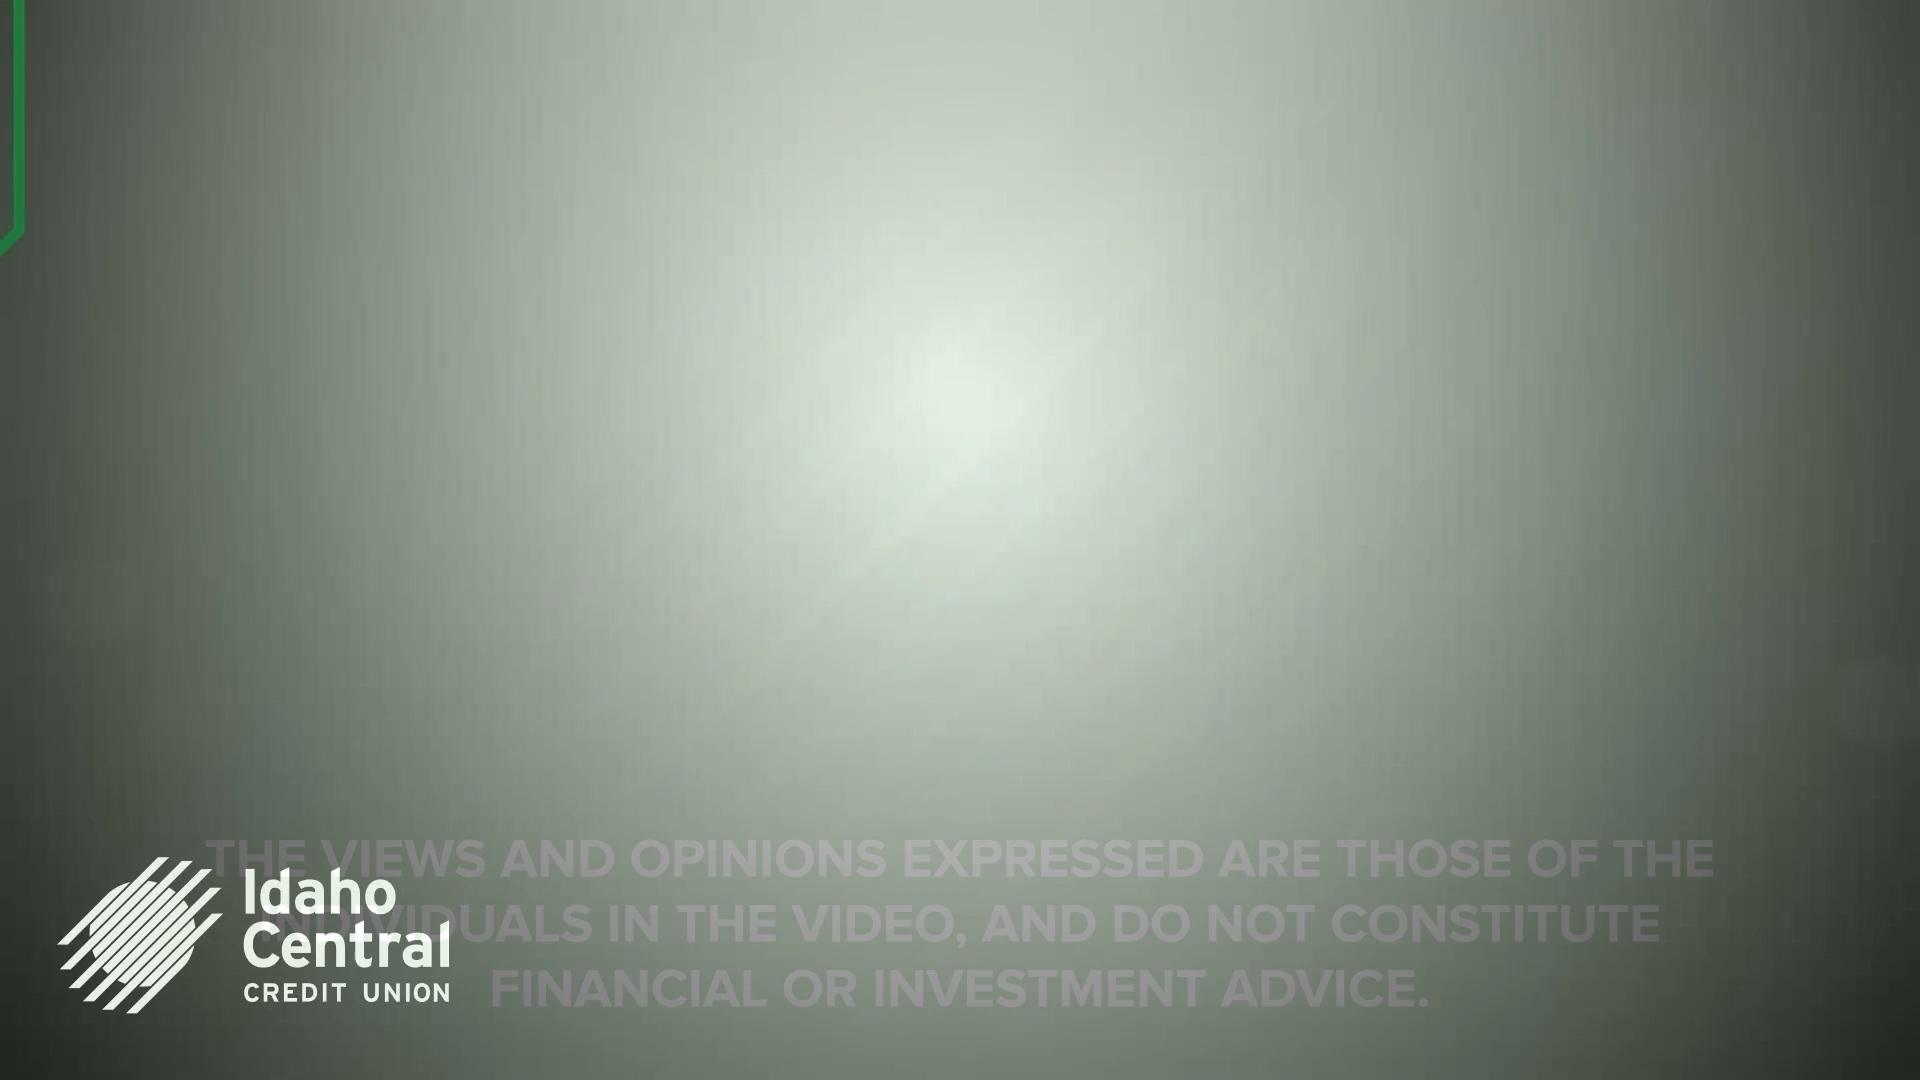 THE VIEWS AND OPINIONS EXPRESSED ARE THOSE OF THE
INDIVIDUALS IN THE VIDEO, AND DO NOT CONSTITUTE
FINANCIAL OR INVESTMENT ADVICE.
Idaho
Central
CREDIT UNION